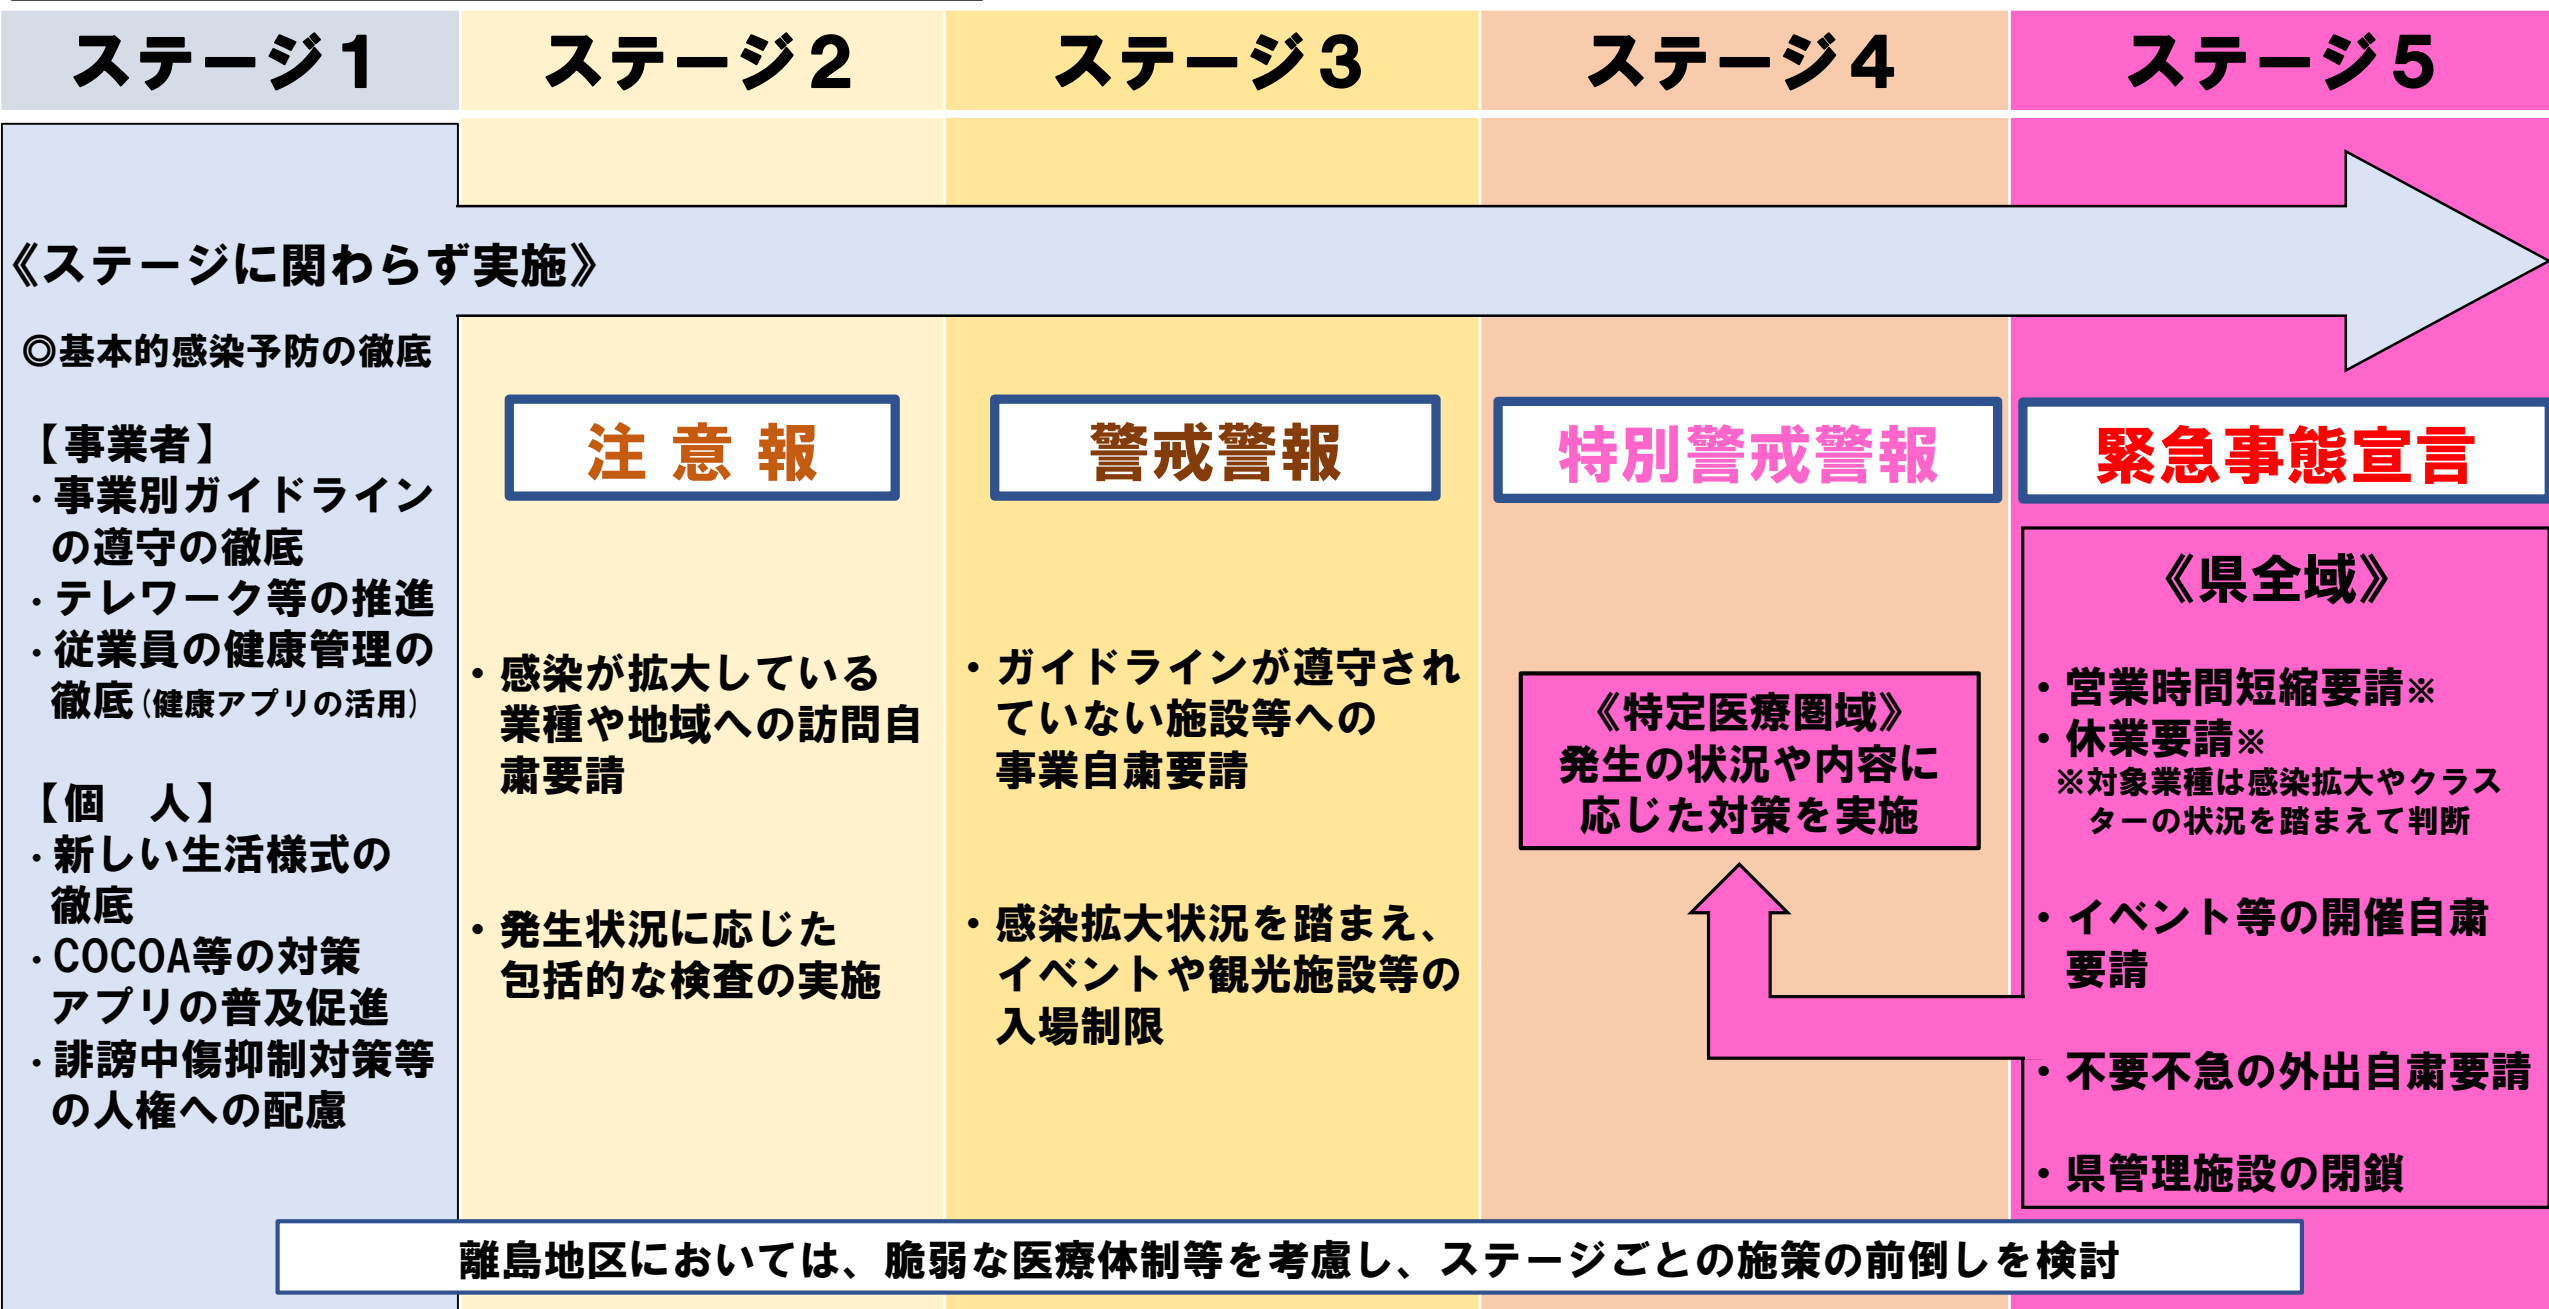 ステージ1
ステージ2
ステージ3
ステージ4
ステージ5
《ステージに関わらず実施》
◎基本的感染予防の徹底
【事業者】
・事業別ガイドライン
の遵守の徹底
・テレワーク等の推進
・従業員の健康管理の
徹底(健康アプリの活用)
【個　人】
・新しい生活様式の
徹底
・COCOA等の対策
アプリの普及促進
・誹謗中傷抑制対策等
の人権への配慮
注 意 報
・感染が拡大している
業種や地域への訪問自
粛要請
・発生状況に応じた
包括的な検査の実施
警戒警報
・ガイドラインが遵守され
ていない施設等への
事業自粛要請
・感染拡大状況を踏まえ、
イベントや観光施設等の
入場制限
特別警戒警報
《特定医療圏域》
発生の状況や内容に
応じた対策を実施
緊急事態宣言
《県全域》
・営業時間短縮要請※
・休業要請※
※対象業種は感染拡大やクラス
ターの状況を踏まえて判断
・イベント等の開催自粛
要請
・不要不急の外出自粛要請
・県管理施設の閉鎖
離島地区においては、脆弱な医療体制等を考慮し、ステージごとの施策の前倒しを検討